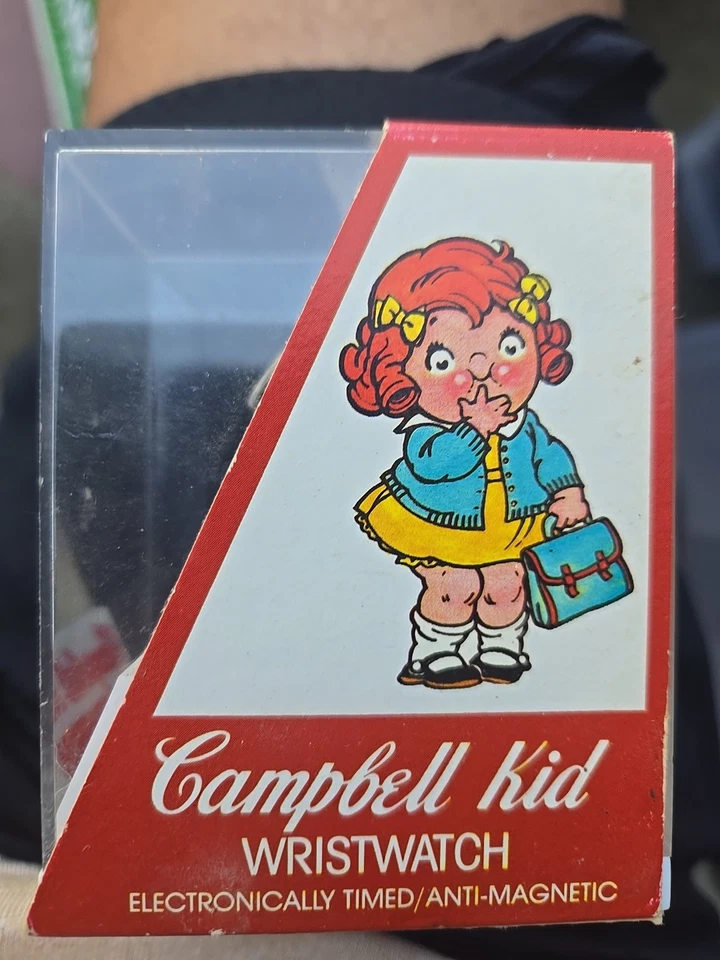 Campbell Kid
WRISTWATCH
ELECTRONICALLY TIMED/ANTI-MAGNETIC